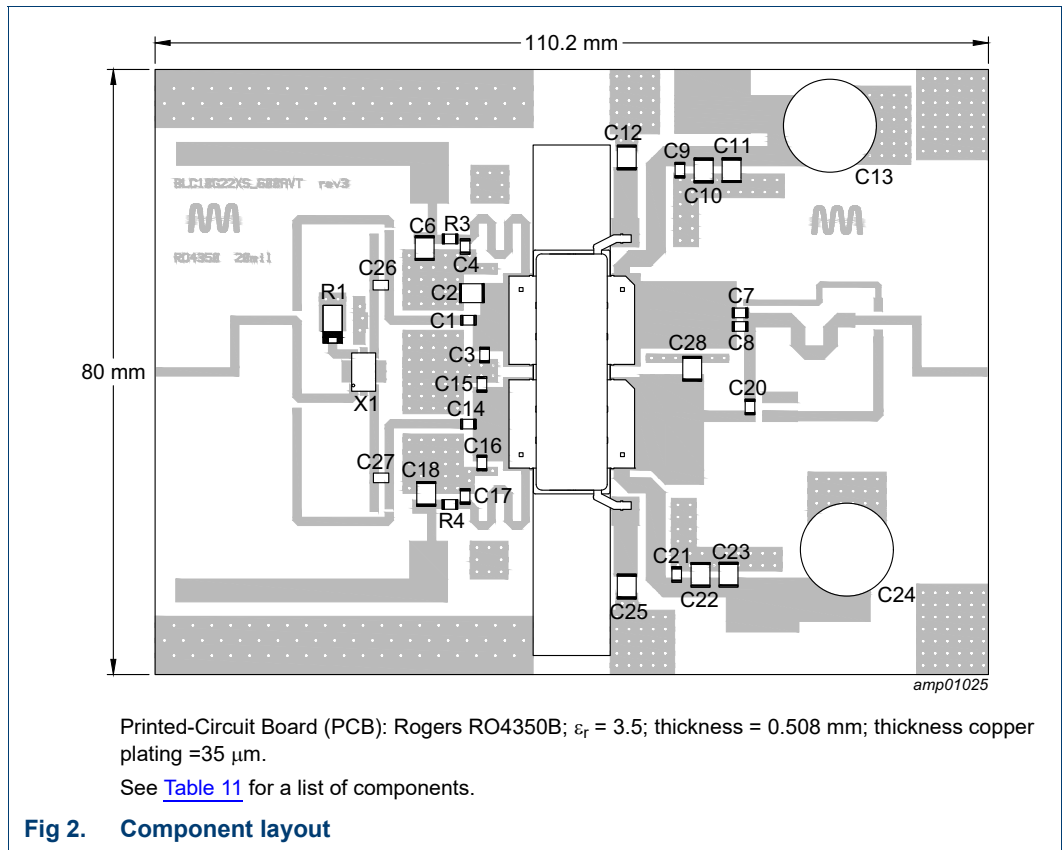 110.2 mm
80 mm
C12
C9
C11
C10
C13
rev3
C6
R3
C4
C26
C2
R1
C1
C7
C8
C3
C28
C15
X1
C14
C20
C16
C27
C18
C17
R4
C21
C23
C22
C25
C24
amp01025
Printed-Circuit Board (PCB): Rogers RO4350B; εr = 3.5; thickness = 0.508 mm; thickness copper
plating =35 μm.
See Table 11 for a list of components.
Fig 2. Component layout